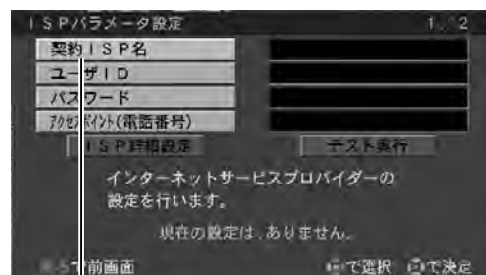 ISPパラメータ設定 1／2
契約ISP名
ユーザID
パスワード
アクセスポイント(電話番号)
ISP詳細設定 テスト実行
インターネットサービスプロバイダーの
設定を行います。
現在の設定は、ありません。
で前画面 で選択 で決定